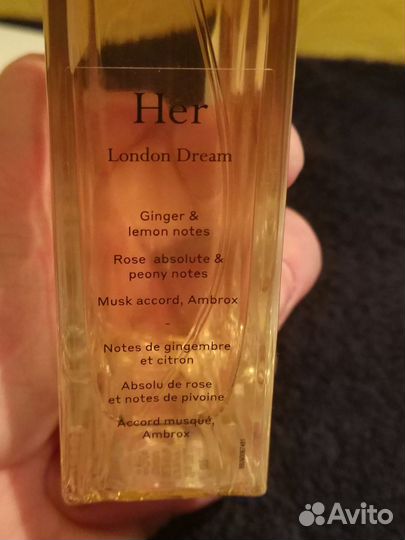 Her
London Dream
Ginger &
lemon notes
Rose absolute &
peony notes
Musk accord, Ambrox
-
Notes de gingembre
et citron
Absolu de rose
et notes de pivoine
Accord musqué,
Ambrox
Avito